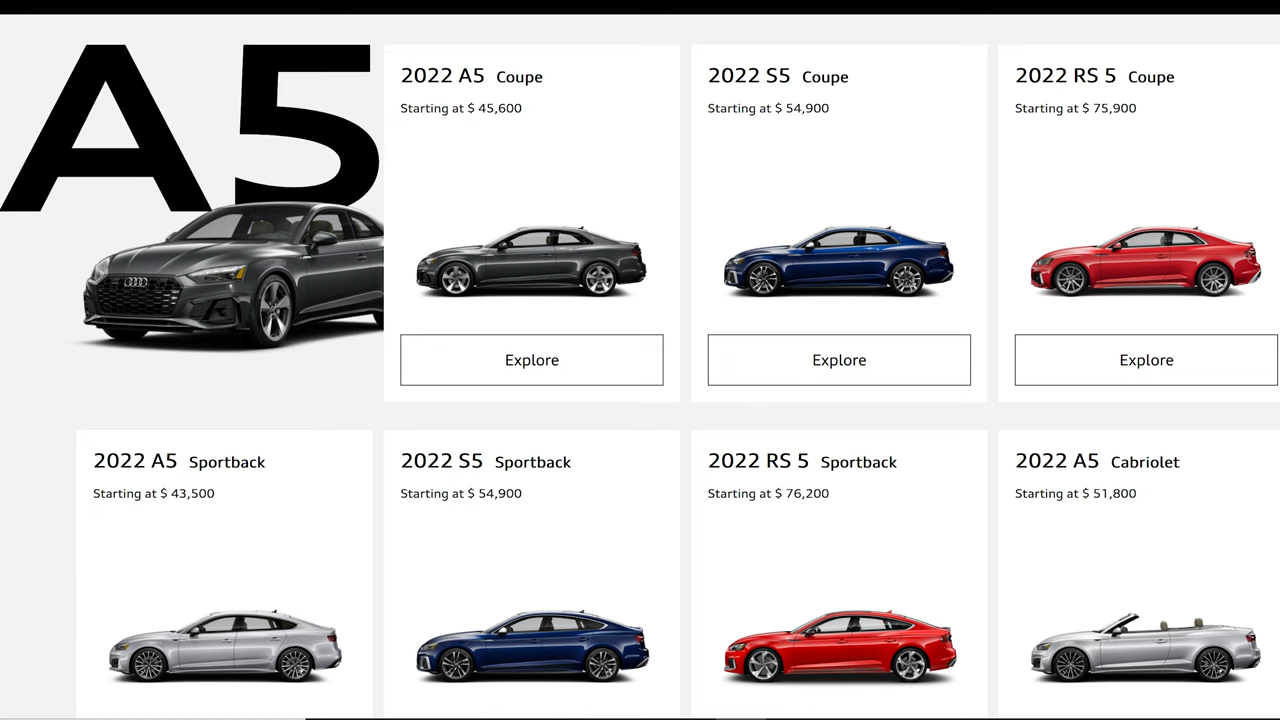 A5
2022 A5 Coupe
Starting at $ 45,600
Explore
2022 S5 Coupe
Starting at $ 54,900
Explore
2022 RS 5 Coupe
Starting at $ 75,900
Explore
2022 A5 Sportback
Starting at $ 43,500
2022 S5 Sportback
Starting at $ 54,900
2022 RS 5 Sportback
Starting at $ 76,200
2022 A5 Cabriolet
Starting at $ 51,800